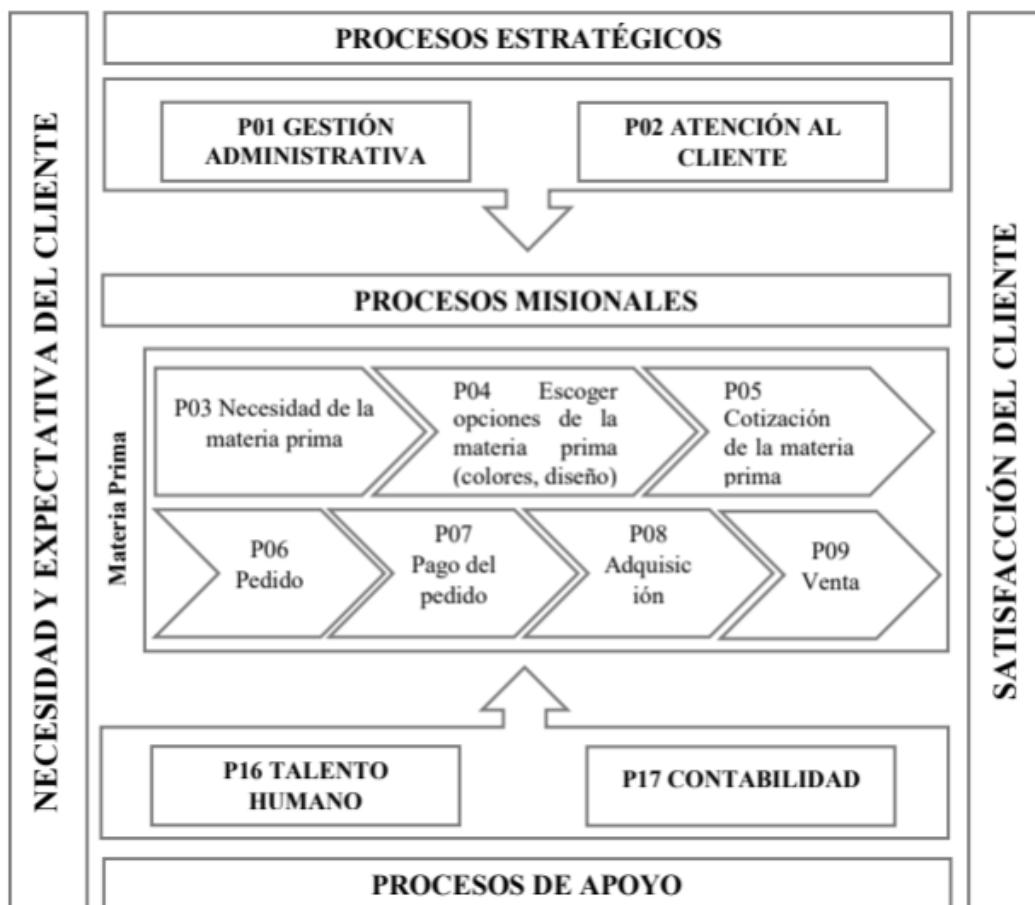 NECESIDAD Y EXPECTATIVA DEL CLIENTE
PROCESOS ESTRATÉGICOS
P01 GESTIÓN
ADMINISTRATIVA
P02 ATENCIÓN AL
CLIENTE
PROCESOS MISIONALES
Materia Prima
P03 Necesidad de la
materia prima
P04 Escoger
opciones de la
materia prima
(colores, diseño)
P05
Cotización
de la materia
prima
P06
Pedido
P07
Pago del
pedido
P08
Adquisic
ión
P09
Venta
P16 TALENTO
HUMANO
P17 CONTABILIDAD
PROCESOS DE APOYO
SATISFACCIÓN DEL CLIENTE